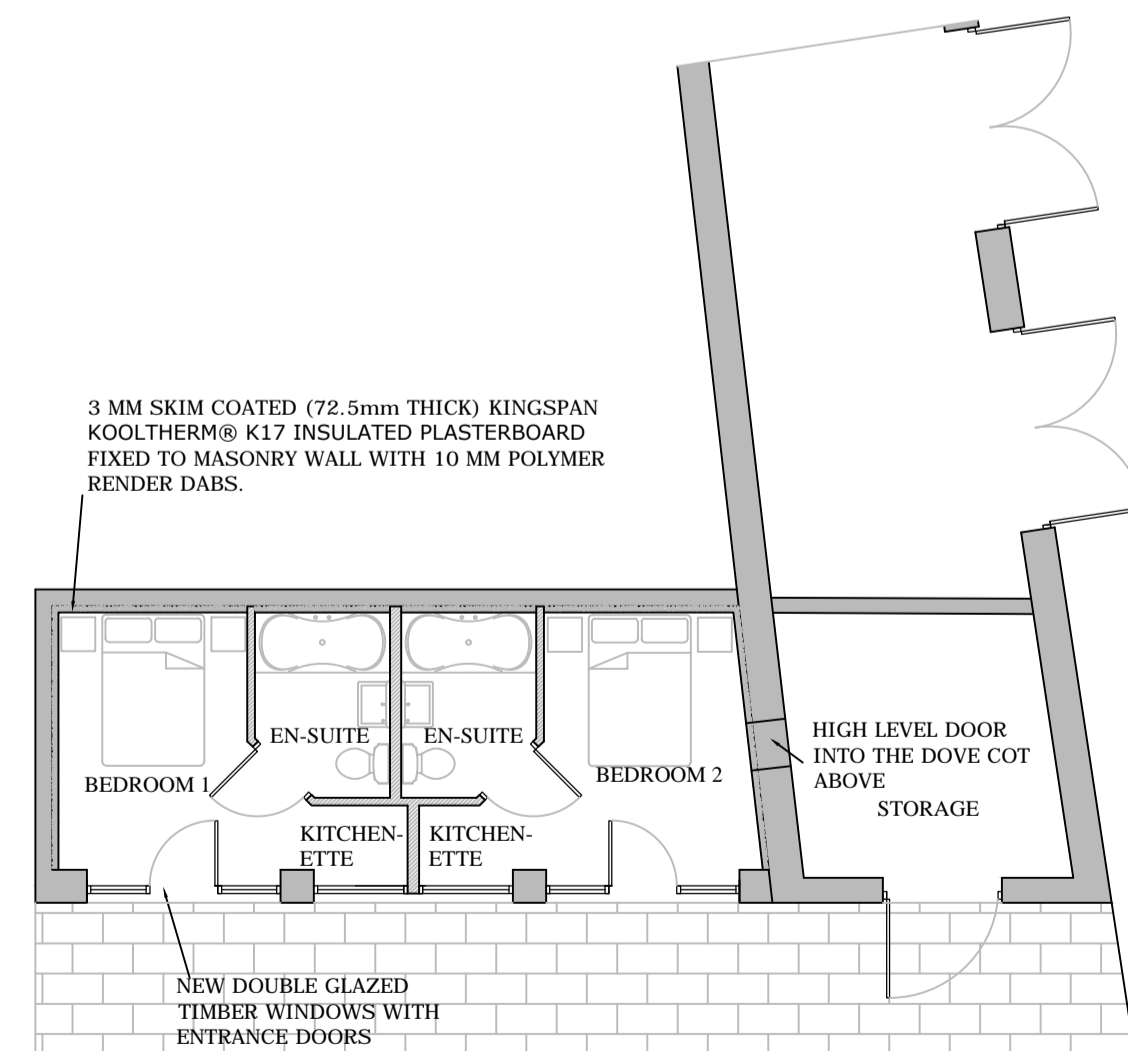 3 MM SKIM COATED (72.5mm THICK) KINGSPAN
KOOLTHERM® K17 INSULATED PLASTERBOARD
FIXED TO MASONRY WALL WITH 10 MM POLYMER
RENDER DABS.
EN-SUITE
EN-SUITE
BEDROOM 1
BEDROOM 2
HIGH LEVEL DOOR
INTO THE DOVE COT
ABOVE
STORAGE
KITCHEN-
ETTE
KITCHEN-
ETTE
NEW DOUBLE GLAZED
TIMBER WINDOWS WITH
ENTRANCE DOORS